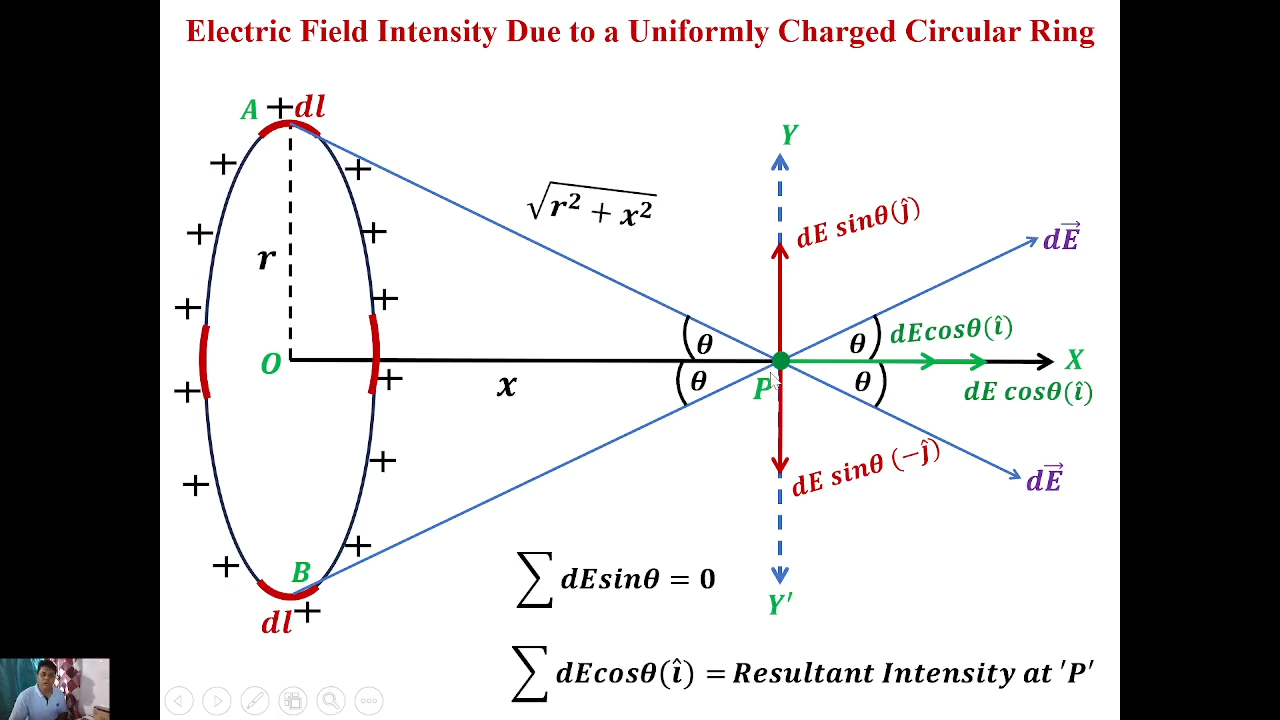 Electric Field Intensity Due to a Uniformly Charged Circular Ring
A + dl
Y
+ +
√r² + x²
dE sinθ(ĵ)
+ +
dE⃗
r
+ +
θ θ dEcosθ(î)
O
X
+ +
x
θ P θ
dE cosθ(î)
+ +
dE sinθ (−ĵ)
dE⃗
+ +
B
∑ dEsinθ = 0
Y′
dl +
∑ dEcosθ(î) = Resultant Intensity at ′P′